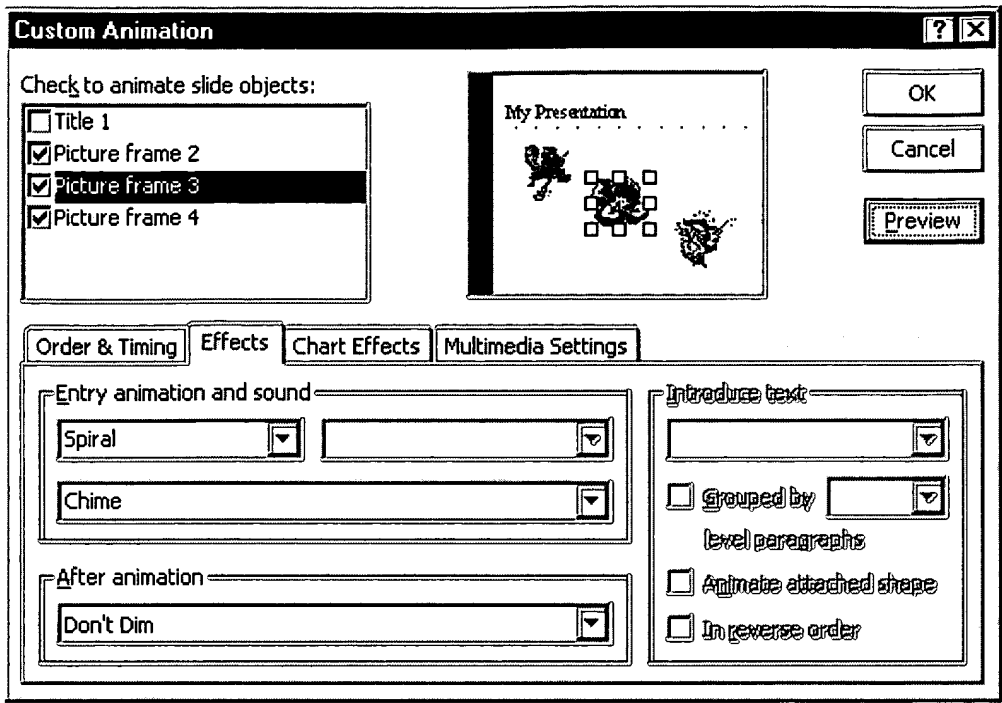 Custom Animation
Check to animate slide objects:
Title 1
Picture frame 2
Picture frame 3
Picture frame 4
My Presentation
OK
Cancel
Preview
Order & Timing
Effects
Chart Effects
Multimedia Settings
Entry animation and sound
Spiral
Chime
After animation
Don't Dim
Introduce text
Grouped by
level paragraphs
Animate attached shape
In reverse order